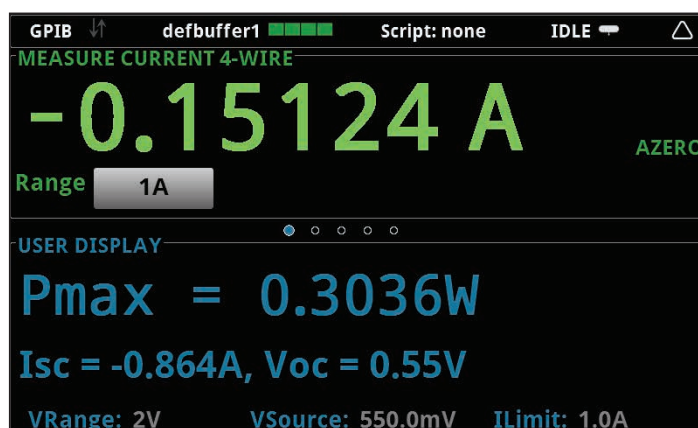 GPIB defbuffer1 Script: none IDLE
MEASURE CURRENT 4-WIRE
-0.15124 A
AZERO
Range 1A
USER DISPLAY
Pmax = 0.3036W
Isc = -0.864A, Voc = 0.55V
VRange: 2V VSource: 550.0mV ILimit: 1.0A